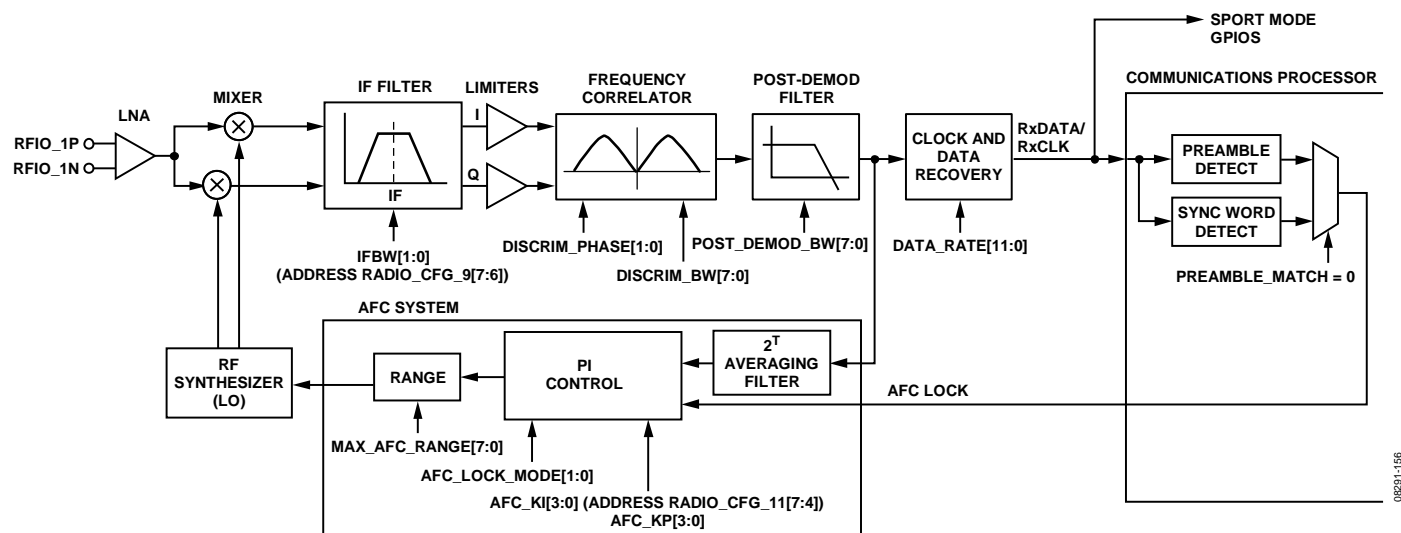 SPORT MODE
GPIOS
COMMUNICATIONS PROCESSOR
LNA
MIXER
IF FILTER
LIMITERS
FREQUENCY
CORRELATOR
POST-DEMOD
FILTER
RFIO_1P
RFIO_1N
I
Q
IF
CLOCK AND
DATA
RECOVERY
RxDATA/
RxCLK
PREAMBLE
DETECT
SYNC WORD
DETECT
IFBW[1:0]
(ADDRESS RADIO_CFG_9[7:6])
DISCRIM_PHASE[1:0]
DISCRIM_BW[7:0]
POST_DEMOD_BW[7:0]
DATA_RATE[11:0]
PREAMBLE_MATCH = 0
AFC SYSTEM
RF
SYNTHESIZER
(LO)
RANGE
PI
CONTROL
2T
AVERAGING
FILTER
AFC LOCK
MAX_AFC_RANGE[7:0]
AFC_LOCK_MODE[1:0]
AFC_KI[3:0] (ADDRESS RADIO_CFG_11[7:4])
AFC_KP[3:0]
08291-156